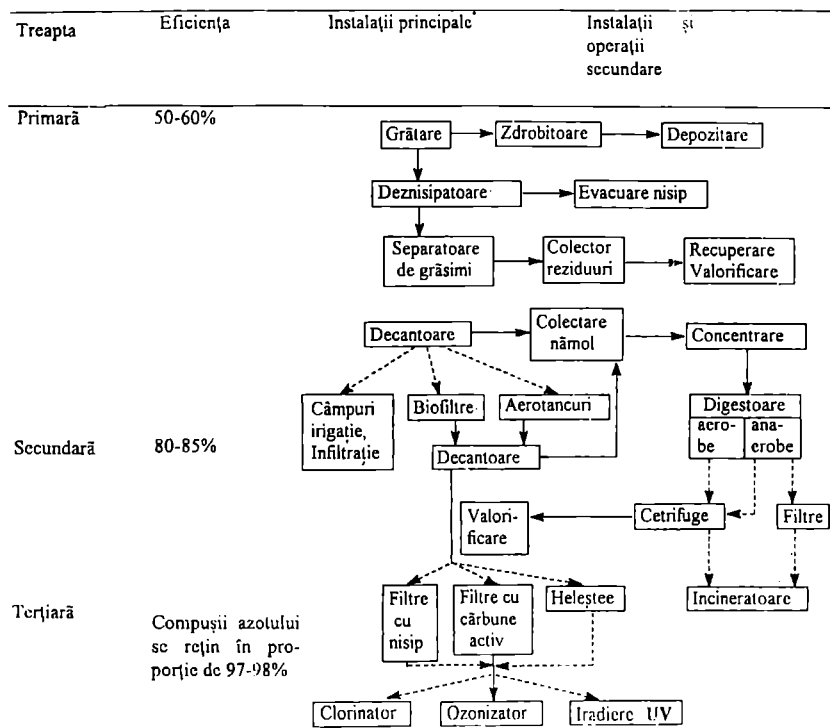 Treapta
Eficiența
Instalații principale
Instalații și
operații
secundare
Primară
50-60%
Grătare
Zdrobitoare
Depozitare
Deznisipatoare
Evacuare nisip
Separatoare
de grăsimi
Colector
reziduuri
Recuperare
Valorificare
Decantoare
Colectare
nămol
Concentrare
Câmpuri
irigație,
Infiltrație
Biofiltre
Aerotancuri
Digestoare
aero-
be
ana-
erobe
Secundară
80-85%
Decantoare
Valori-
ficare
Cetrifuge
Filtre
Terțiară
Compușii azotului
se rețin în pro-
porție de 97-98%
Filtre
cu
nisip
Filtre cu
cărbune
activ
Heleștee
Incineratoare
Clorinator
Ozonizator
Iradiere UV